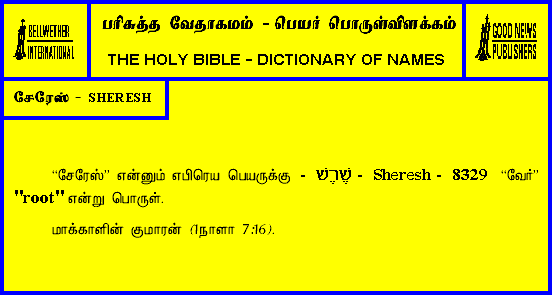 BELLWETHER
INTERNATIONAL
பரிசுத்த வேதாகமம் - பெயர் பொருள்விளக்கம்
THE HOLY BIBLE - DICTIONARY OF NAMES
GOOD NEWS
PUBLISHERS
சேரேஸ் - SHERESH
“சேரேஸ்” என்னும் எபிரெய பெயருக்கு - שֶׁרֶשׁ - Sheresh - 8329 “வேர்”
"root" என்று பொருள்.
மாக்காளின் குமாரன் (1நாளா 7:16).